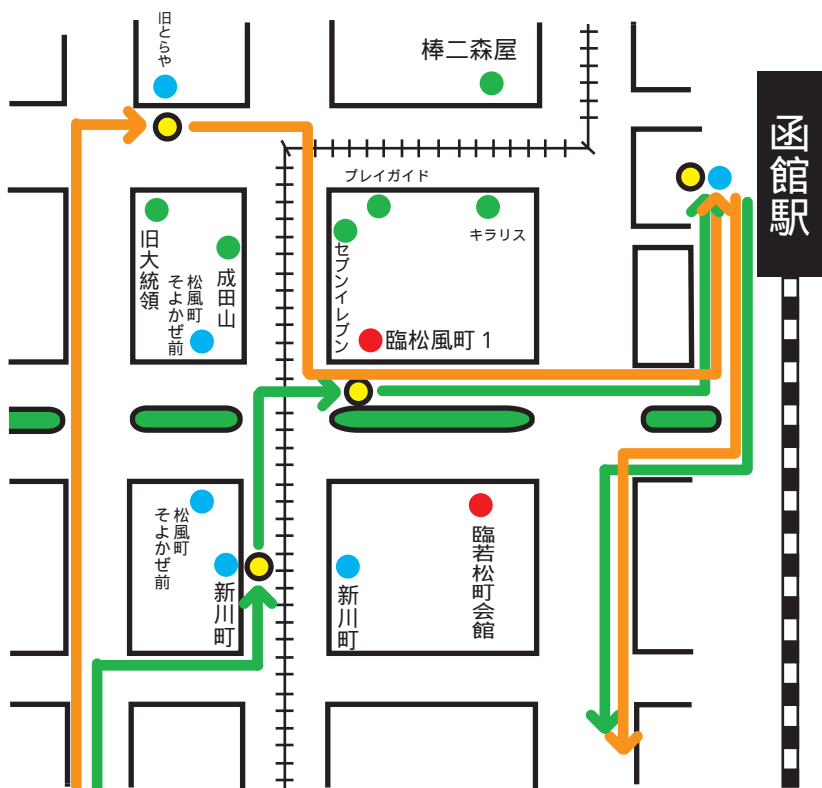 旧とらや
棒二森屋
函館駅
プレイガイド
キラリス
セブンイレブン
旧大統領
成田山
松風町
そよかぜ前
臨松風町1
松風町
そよかぜ前
新川町
新川町
臨若松町会館